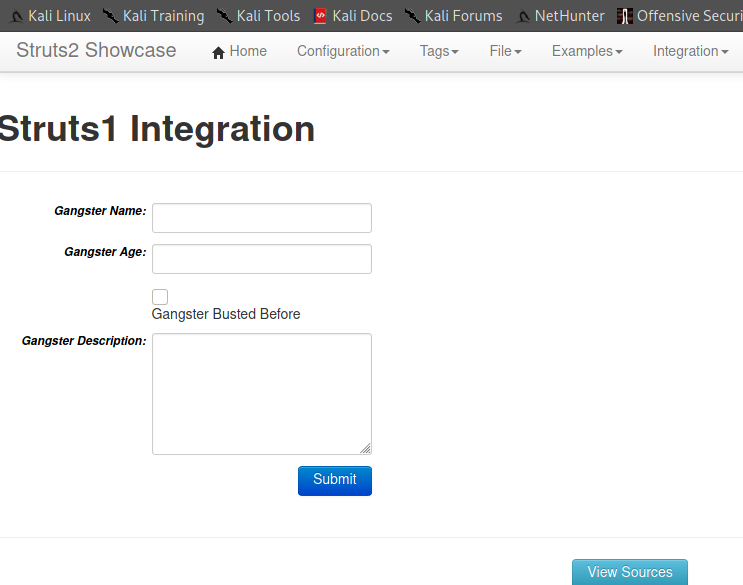 Kali Linux Kali Training Kali Tools Kali Docs Kali Forums NetHunter Offensive Securi
Struts2 Showcase Home Configuration Tags File Examples Integration
Struts1 Integration
Gangster Name:
Gangster Age:
Gangster Busted Before
Gangster Description:
Submit
View Sources